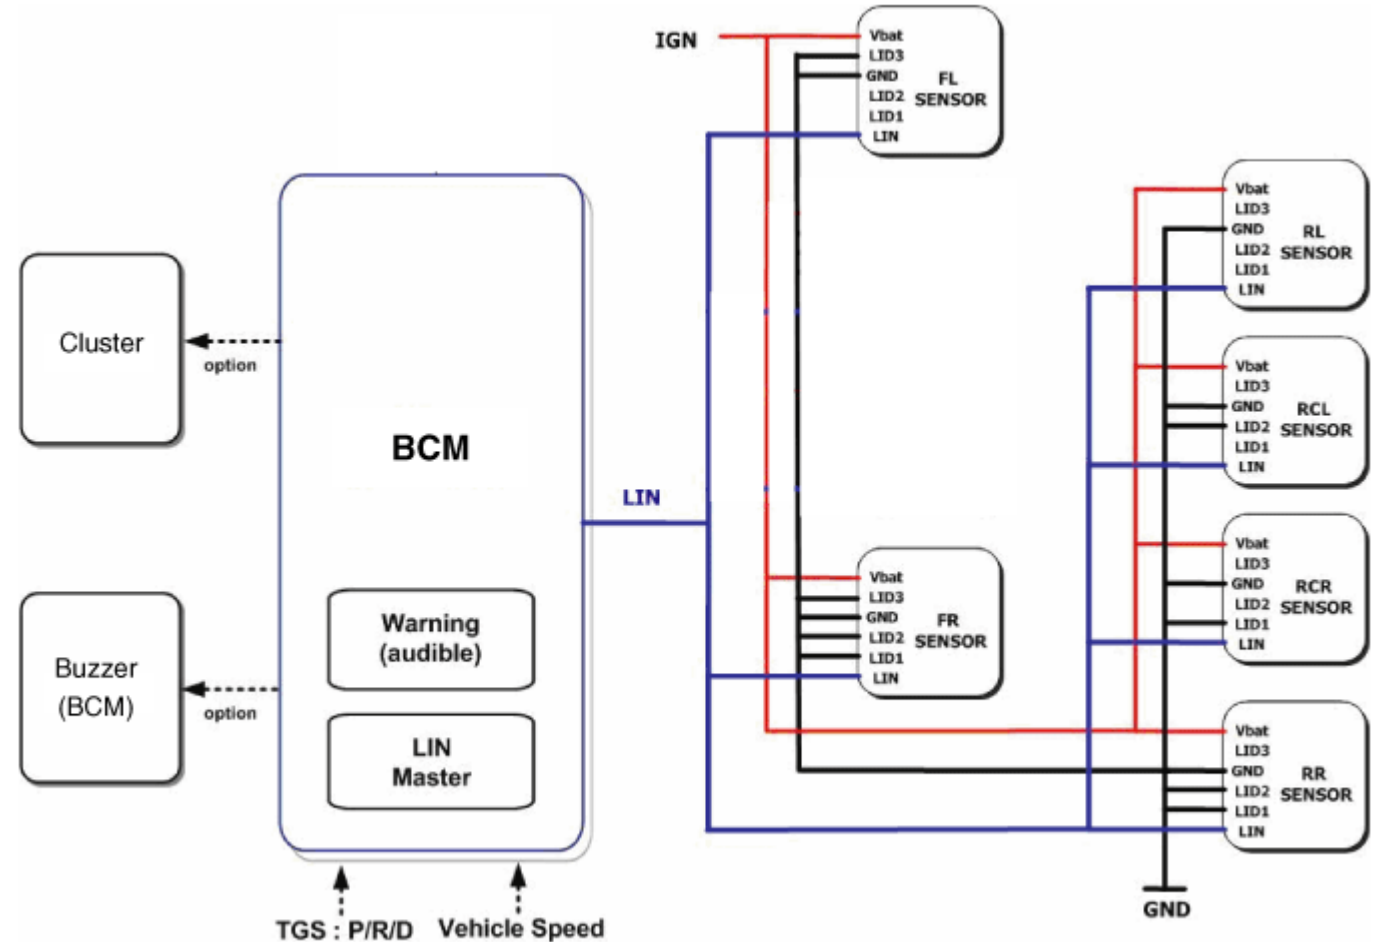 IGN
Vbat
LID3
GND
LID2
LID1
LIN
FL
SENSOR
Vbat
LID3
GND
LID2
LID1
LIN
RL
SENSOR
Cluster
option
BCM
LIN
Vbat
LID3
GND
LID2
LID1
LIN
RCL
SENSOR
Vbat
LID3
GND
LID2
LID1
LIN
FR
SENSOR
Vbat
LID3
GND
LID2
LID1
LIN
RCR
SENSOR
Buzzer
(BCM)
option
Warning
(audible)
LIN
Master
Vbat
LID3
GND
LID2
LID1
LIN
RR
SENSOR
GND
TGS : P/R/D
Vehicle Speed